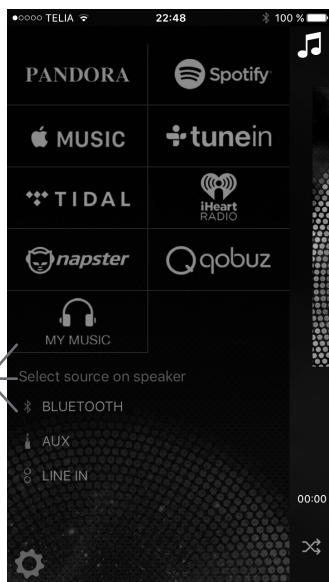 TELIA 22:48 100 %
PANDORA Spotify
MUSIC tunein
TIDAL iHeart
RADIO
napster qobuz
MY MUSIC
Select source on speaker
BLUETOOTH
AUX
LINE IN
00:00